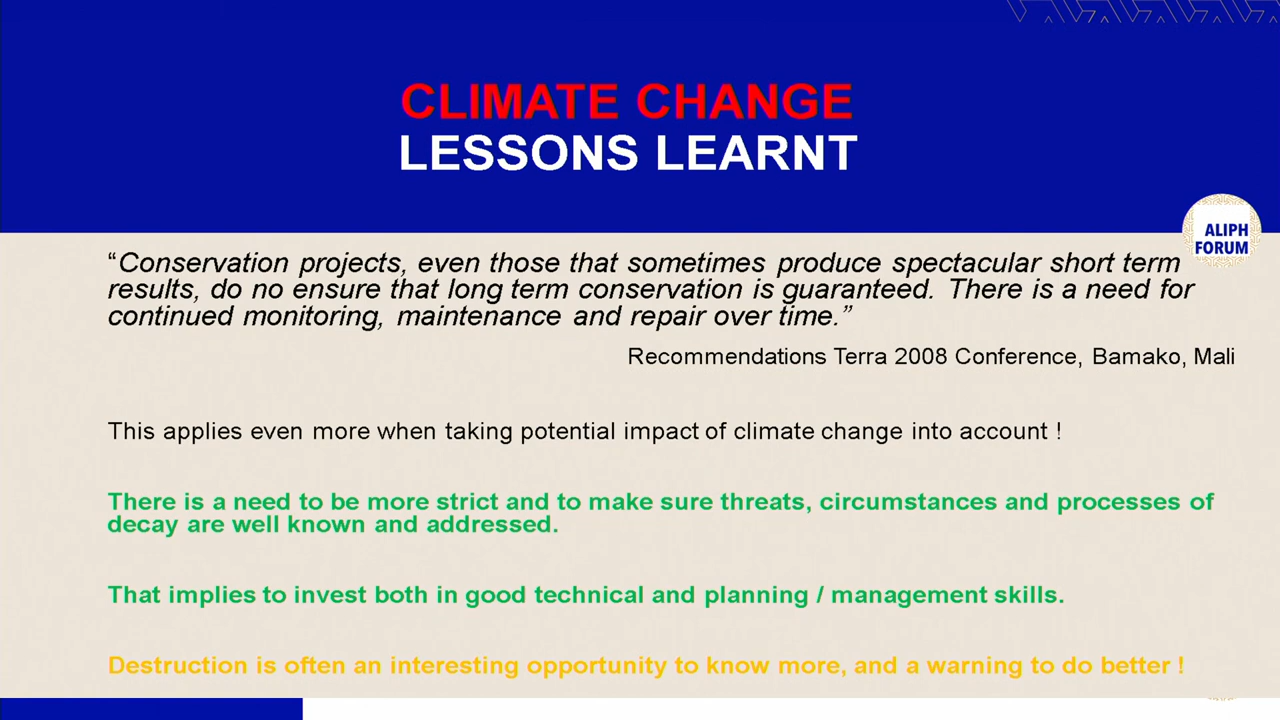 CLIMATE CHANGE
LESSONS LEARNT
ALIPH
FORUM
“Conservation projects, even those that sometimes produce spectacular short term
results, do no ensure that long term conservation is guaranteed. There is a need for
continued monitoring, maintenance and repair over time.”
Recommendations Terra 2008 Conference, Bamako, Mali
This applies even more when taking potential impact of climate change into account !
There is a need to be more strict and to make sure threats, circumstances and processes of
decay are well known and addressed.
That implies to invest both in good technical and planning / management skills.
Destruction is often an interesting opportunity to know more, and a warning to do better !